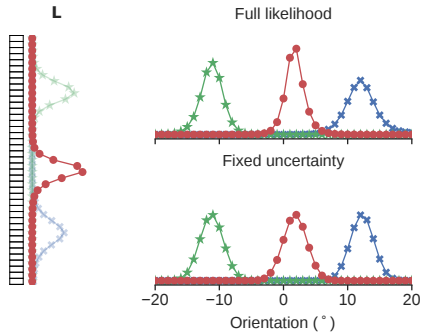 L
Full likelihood
Fixed uncertainty
−20 −10 0 10 20
Orientation (°)